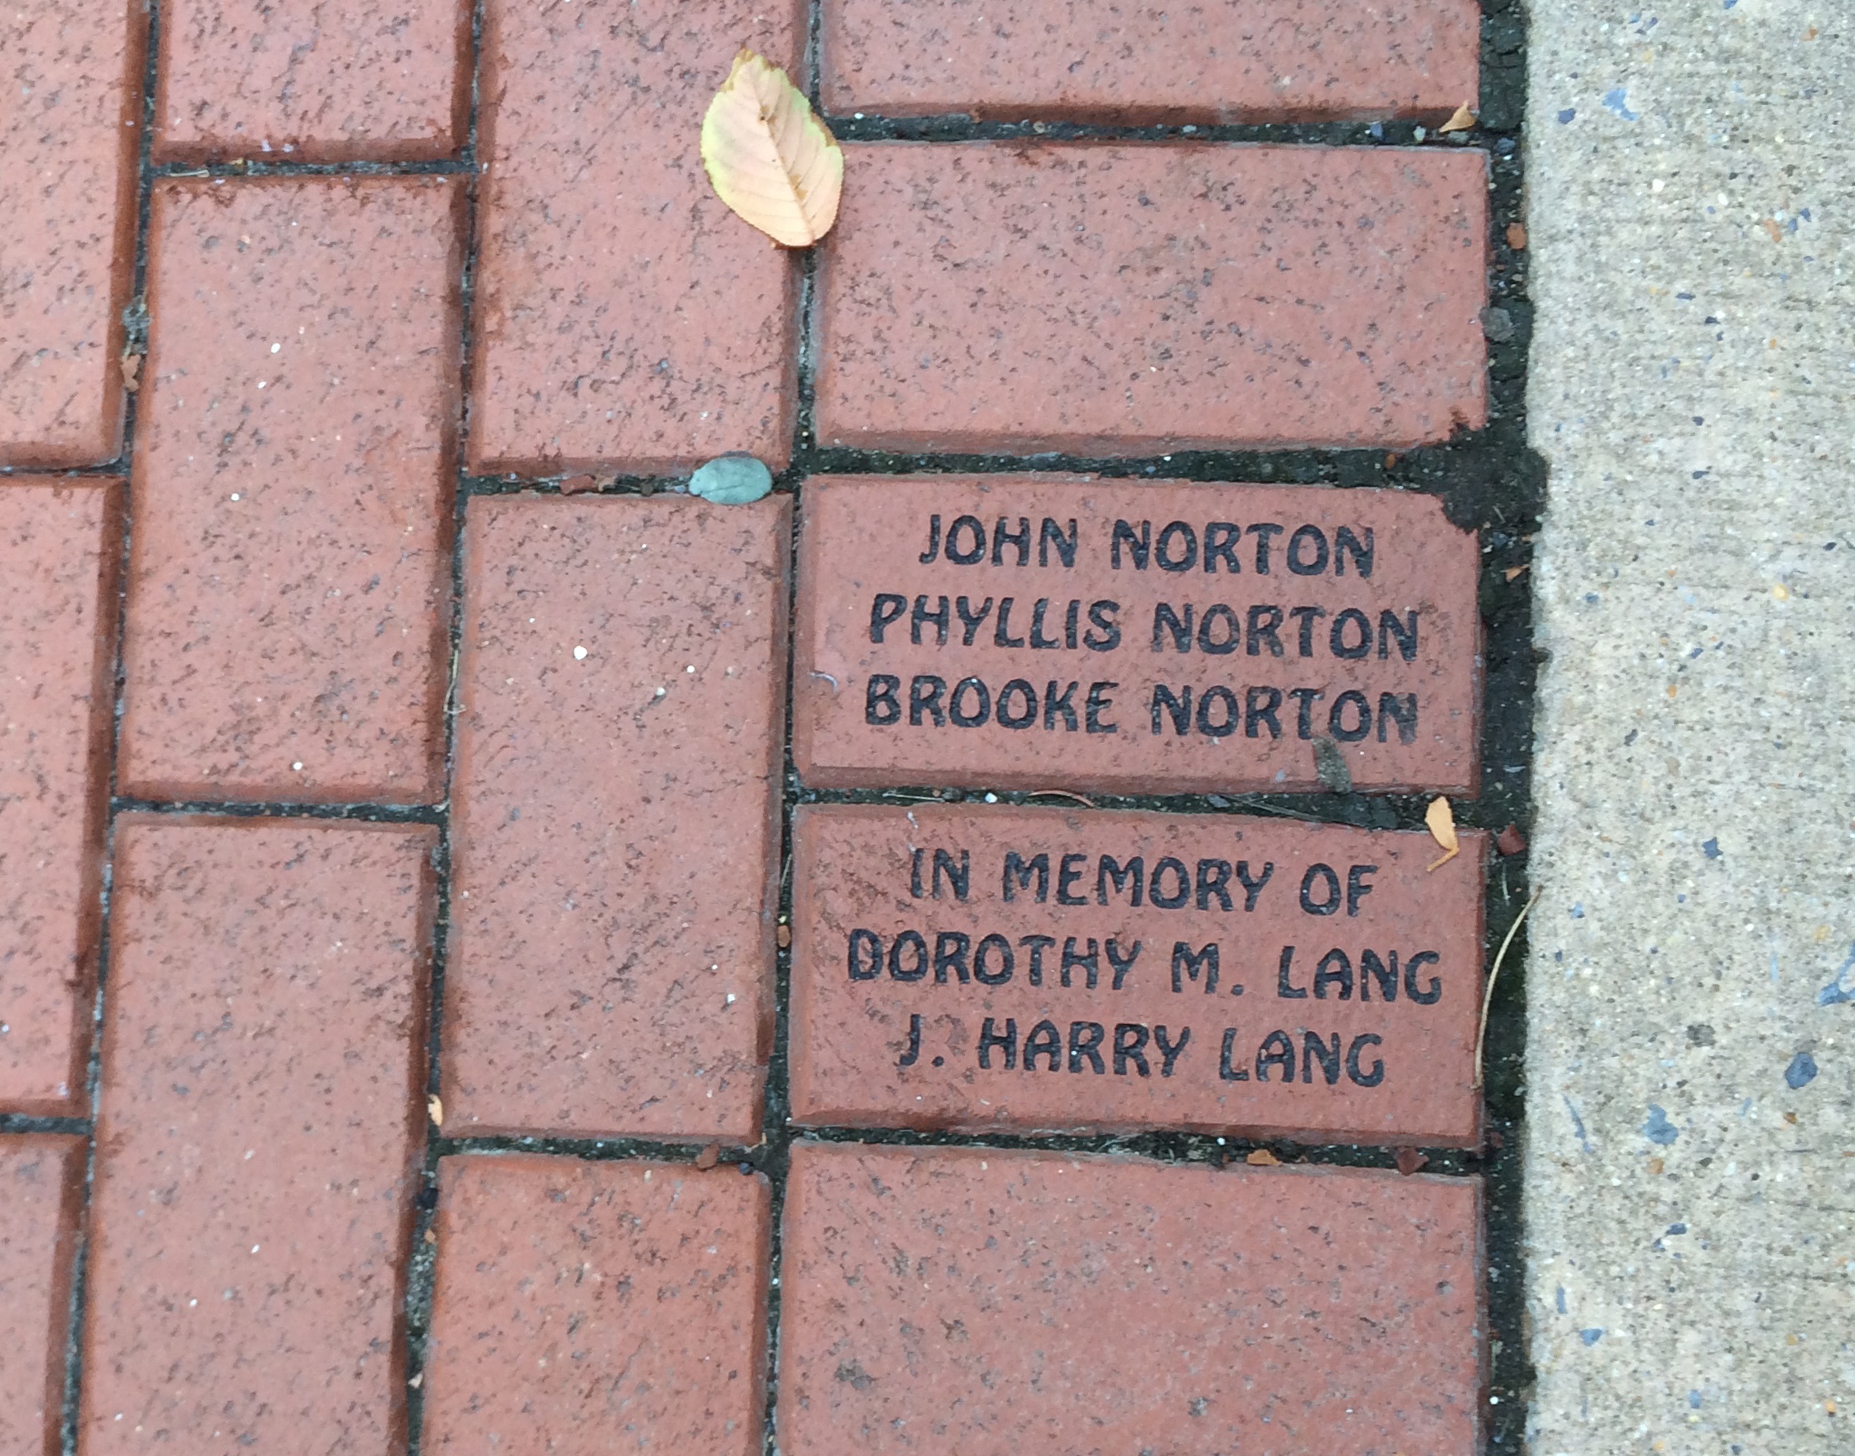 JOHN NORTON
PHYLLIS NORTON
BROOKE NORTON
IN MEMORY OF
DOROTHY M. LANG
J. HARRY LANG